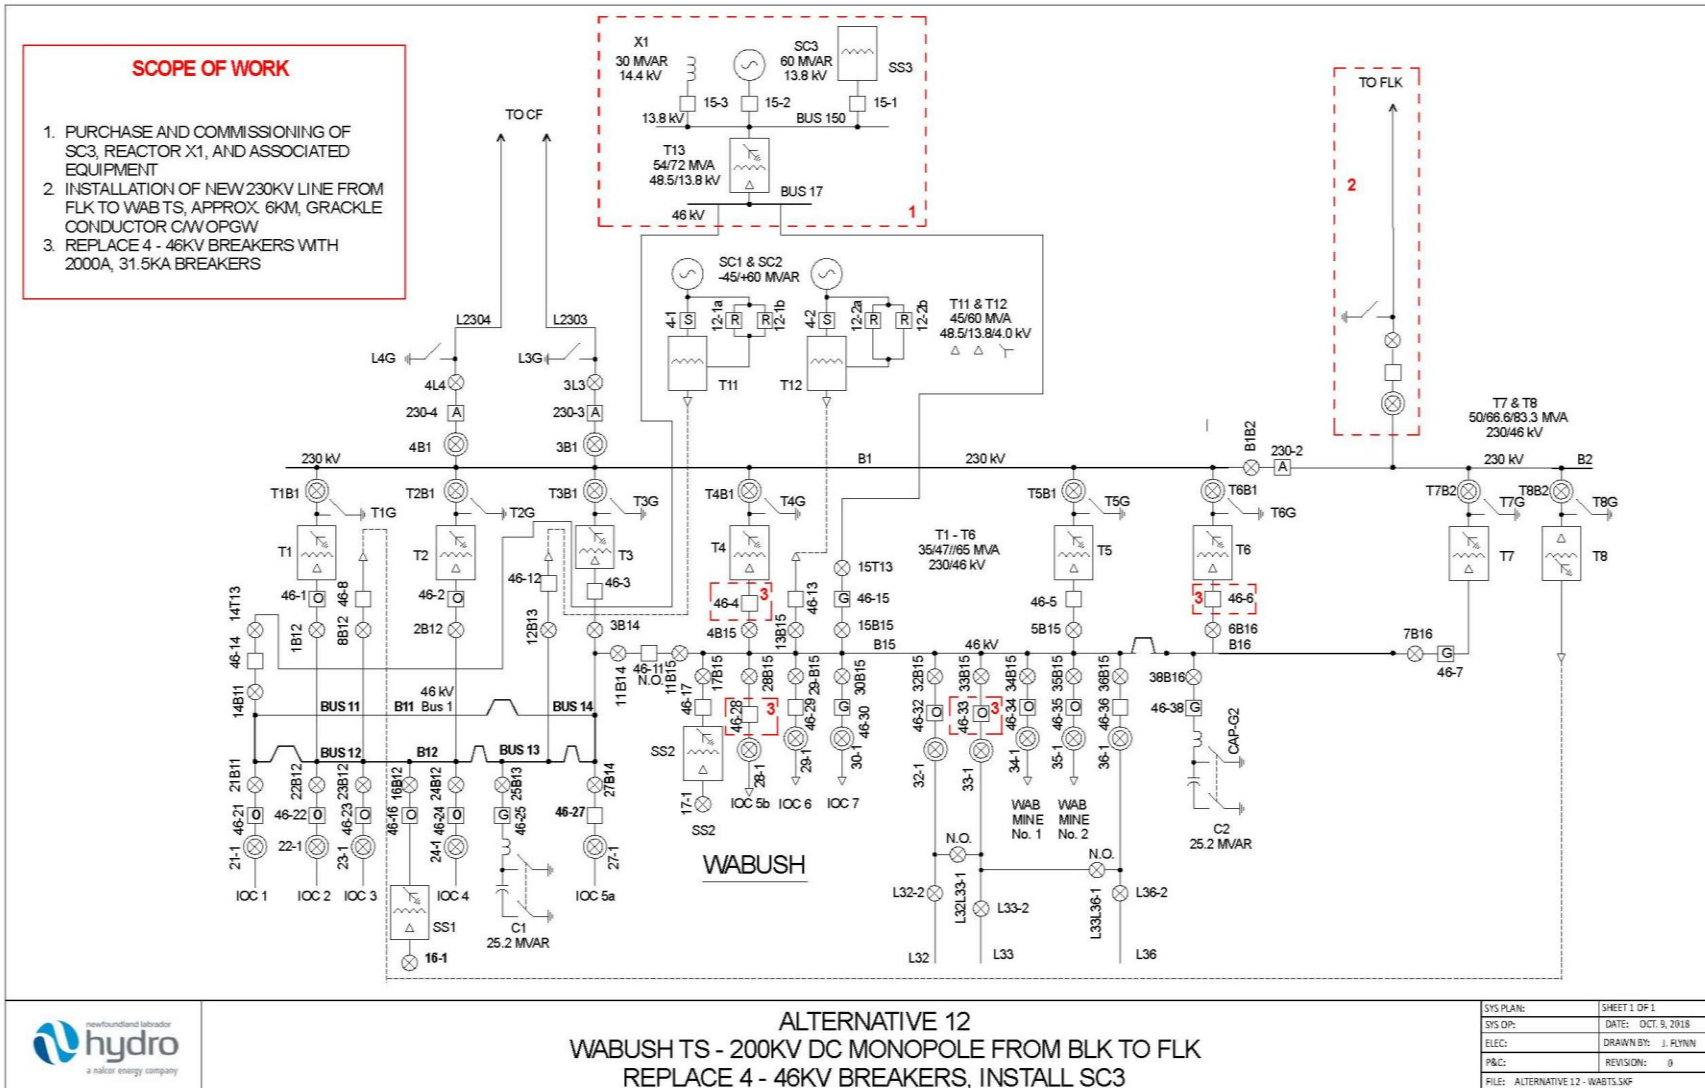 SCOPE OF WORK
1. PURCHASE AND COMMISSIONING OF
SC3, REACTOR X1, AND ASSOCIATED
EQUIPMENT
2. INSTALLATION OF NEW 230KV LINE FROM
FLK TO WAB TS, APPROX. 6KM, GRACKLE
CONDUCTOR C/W OPGW
3. REPLACE 4 - 46KV BREAKERS WITH
2000A, 31.5KA BREAKERS
X1
30 MVAR
14.4 kV
SC3
60 MVAR
13.8 kV
SS3
15-3
15-2
15-1
13.8 kV
BUS 150
T13
54/72 MVA
48.5/13.8 kV
BUS 17
46 kV
1
TO CF
TO FLK
2
SC1 & SC2
-45/+60 MVAR
4-1
S
12-1a
R
R
12-1b
4-2
S
12-2a
R
R
12-2b
T11 & T12
45/60 MVA
48.5/13.8/4.0 kV
T11
T12
L2304
L2303
L4G
L3G
4L4
3L3
230-4
A
230-3
A
4B1
3B1
T7 & T8
50/66.6/83.3 MVA
230/46 kV
230 kV
B1
230 kV
B1B2
230-2
A
230 kV
B2
T1B1
T1G
T2B1
T2G
T3B1
T3G
T4B1
T4G
T5B1
T5G
T6B1
T6G
T7B2
T7G
T8B2
T8G
T1
T2
T3
T4
T1 - T6
35/47//65 MVA
230/46 kV
T5
T6
T7
T8
14T13
46-14
14B11
46-1
O
1B12
46-8
8B12
46-2
O
2B12
46-12
12B13
46-3
3B14
46-4
3
4B15
46-13
13B15
15T13
46-15
G
15B15
46-5
5B15
3
46-6
6B16
7B16
G
46-7
B15
46 kV
B16
11B14
46-11
N.O.
11B15
46-17
17B15
28B15
46-28
3
29-B15
46-29
30B15
G
46-30
32B15
46-32
O
33B15
46-33
O
3
34B15
46-34
O
35B15
46-35
O
36B15
46-36
38B16
46-38
G
CAP-G2
46 kV
BUS 11
B11
Bus 1
BUS 14
BUS 12
B12
BUS 13
21B11
46-21
O
21-1
22B12
46-22
O
22-1
23B12
46-23
O
23-1
16B12
46-16
O
24B12
46-24
O
24-1
25B13
G
46-25
27B14
46-27
27-1
SS2
17-1
SS2
28-1
29-1
30-1
32-1
33-1
34-1
35-1
36-1
IOC 5b
IOC 6
IOC 7
WAB
MINE
No. 1
WAB
MINE
No. 2
C2
25.2 MVAR
IOC 1
IOC 2
IOC 3
IOC 4
IOC 5a
SS1
16-1
C1
25.2 MVAR
WABUSH
N.O.
N.O.
L32-2
L32L33-1
L33-2
L33L36-1
L36-2
L32
L33
L36
newfoundland labrador
hydro
a nalcor energy company
ALTERNATIVE 12
WABUSH TS - 200KV DC MONOPOLE FROM BLK TO FLK
REPLACE 4 - 46KV BREAKERS, INSTALL SC3
SYS PLAN:
SHEET 1 OF 1
SYS OP:
DATE: OCT. 9, 2018
ELEC:
DRAWN BY: J. FLYNN
P&C:
REVISION: 0
FILE: ALTERNATIVE 12 - WABTS.SKF